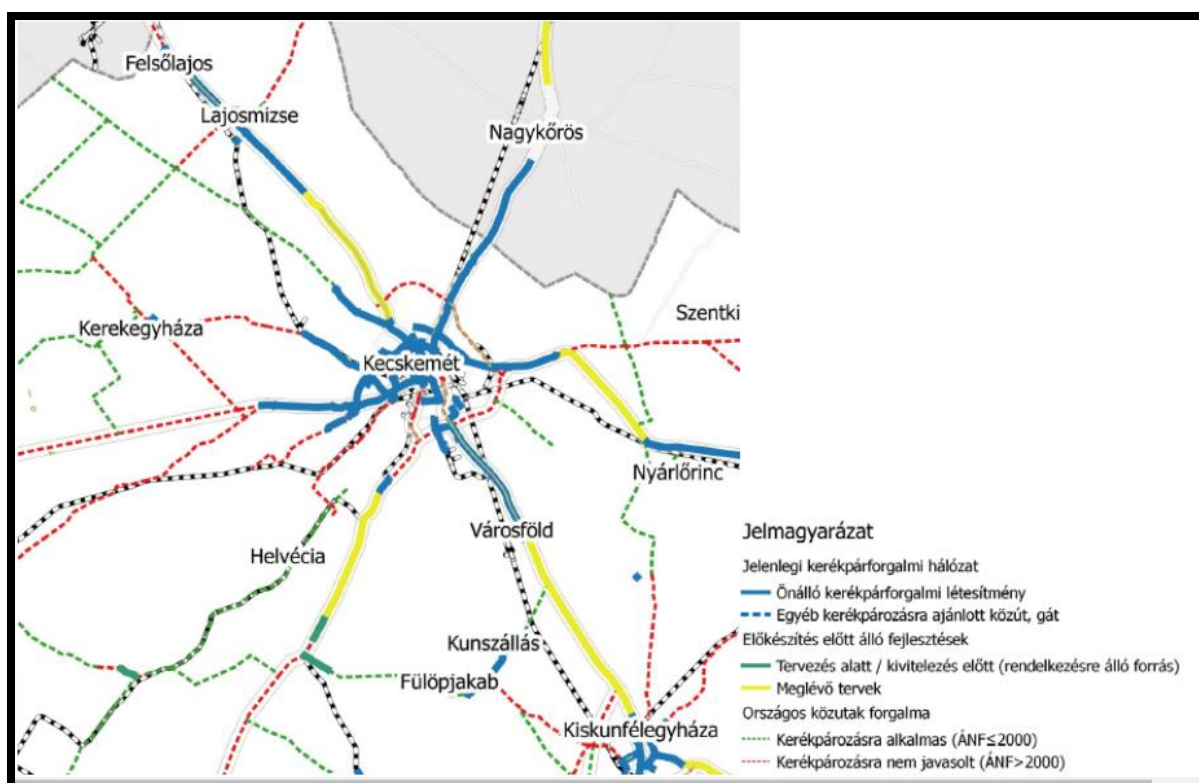 Felsőlajos
Lajosmizse
Nagykőrös
Szentki
Kerekegyháza
Kecskemét
Nyárlőrinc
Városföld
Helvécia
Kunszállás
Fülöpjakab
Kiskunfélegyháza
Jelmagyarázat
Jelenlegi kerékpárforgalmi hálózat
Önálló kerékpárforgalmi létesítmény
Egyéb kerékpározásra ajánlott közút, gát
Előkészítés előtt álló fejlesztések
Tervezés alatt / kivitelezés előtt (rendelkezésre álló forrás)
Meglévő tervek
Országos közutak forgalma
Kerékpározásra alkalmas (ÁNF≤2000)
Kerékpározásra nem javasolt (ÁNF>2000)